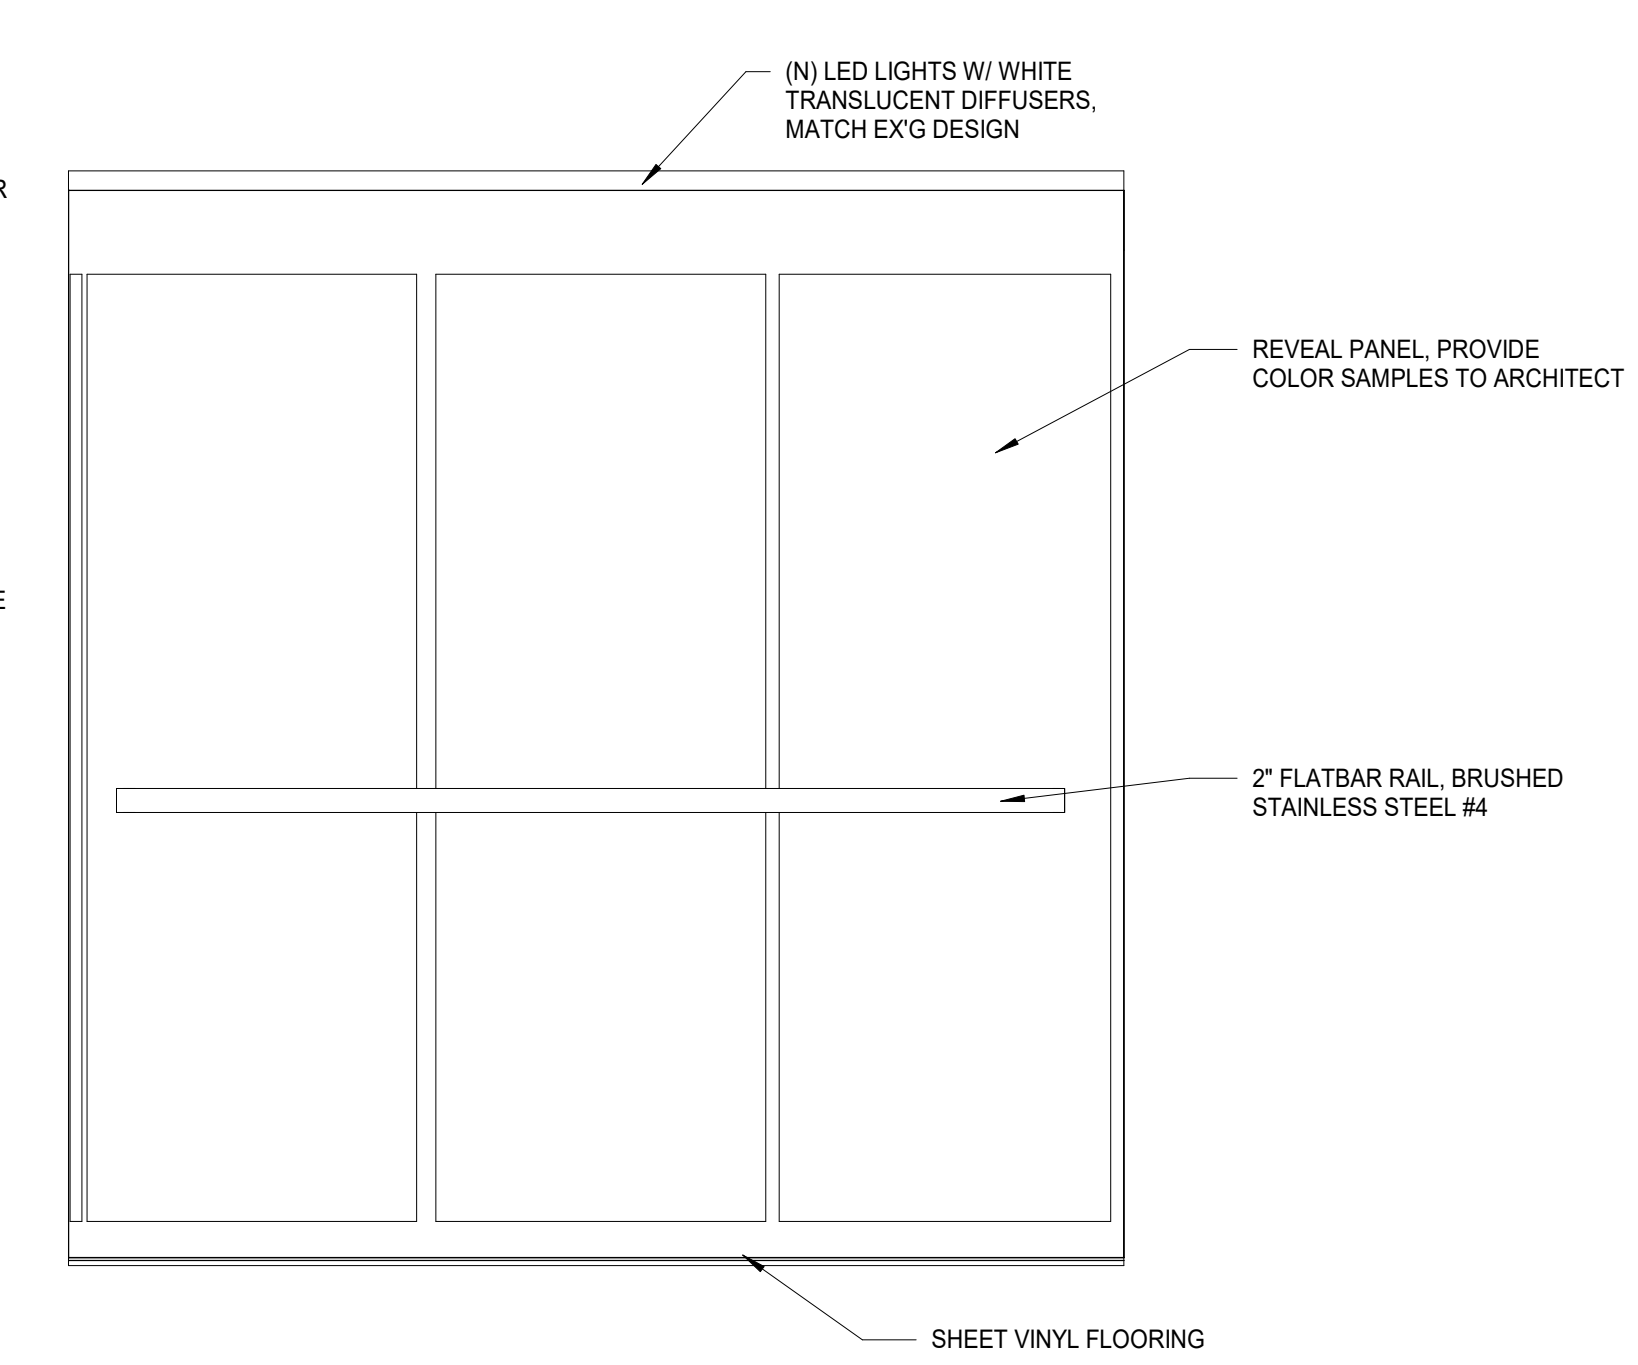 (N) LED LIGHTS W/ WHITE
TRANSLUCENT DIFFUSERS,
MATCH EX'G DESIGN
R
REVEAL PANEL, PROVIDE
COLOR SAMPLES TO ARCHITECT
E
2" FLATBAR RAIL, BRUSHED
STAINLESS STEEL #4
SHEET VINYL FLOORING